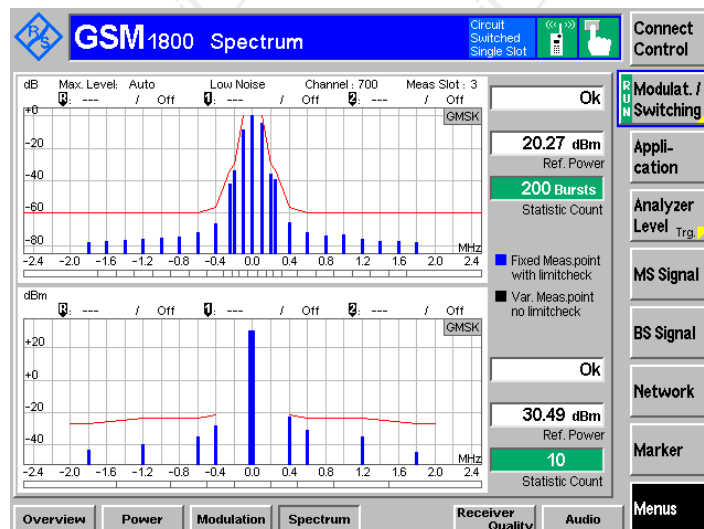 R&S
GSM1800 Spectrum
Circuit
Switched
Single Slot
Connect
Control
dB Max. Level: Auto Low Noise Channel : 700 Meas Slot : 3
R: --- / Off 1: --- / Off 2: --- / Off
GMSK
+0
-20
-40
-60
-80
MHz
-2.4 -2.0 -1.6 -1.2 -0.8 -0.4 0.0 0.4 0.8 1.2 1.6 2.0 2.4
Ok
20.27 dBm
Ref. Power
200 Bursts
Statistic Count
Fixed Meas.point
with limitcheck
Var. Meas.point
no limitcheck
dBm
R: --- / Off 1: --- / Off 2: --- / Off
GMSK
+20
+0
-20
-40
MHz
-2.4 -2.0 -1.6 -1.2 -0.8 -0.4 0.0 0.4 0.8 1.2 1.6 2.0 2.4
Ok
30.49 dBm
Ref. Power
10
Statistic Count
RUN
Modulat. /
Switching
Appli-
cation
Analyzer
Level Trg.
MS Signal
BS Signal
Network
Marker
Menus
Overview Power Modulation Spectrum Receiver
Quality Audio